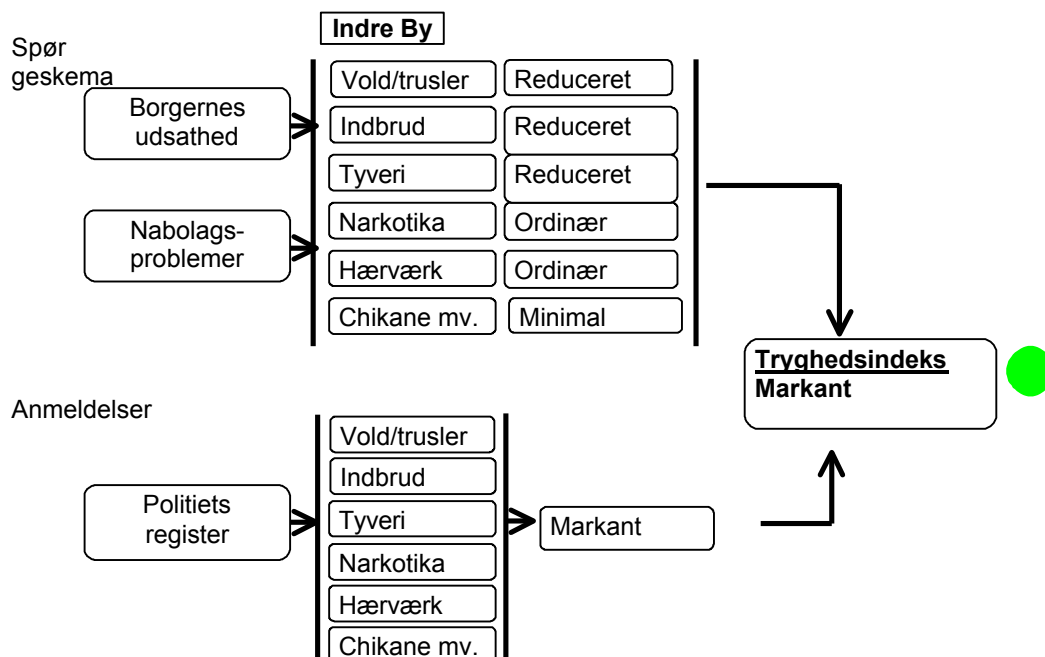 Indre By
Spør
geskema
Borgernes
udsathed
Nabolags-
problemer
Vold/trusler Reduceret
Indbrud Reduceret
Tyveri Reduceret
Narkotika Ordinær
Hærværk Ordinær
Chikane mv. Minimal
Tryghedsindeks
Markant
Anmeldelser
Politiets
register
Vold/trusler
Indbrud
Tyveri
Narkotika
Hærværk
Chikane mv.
Markant